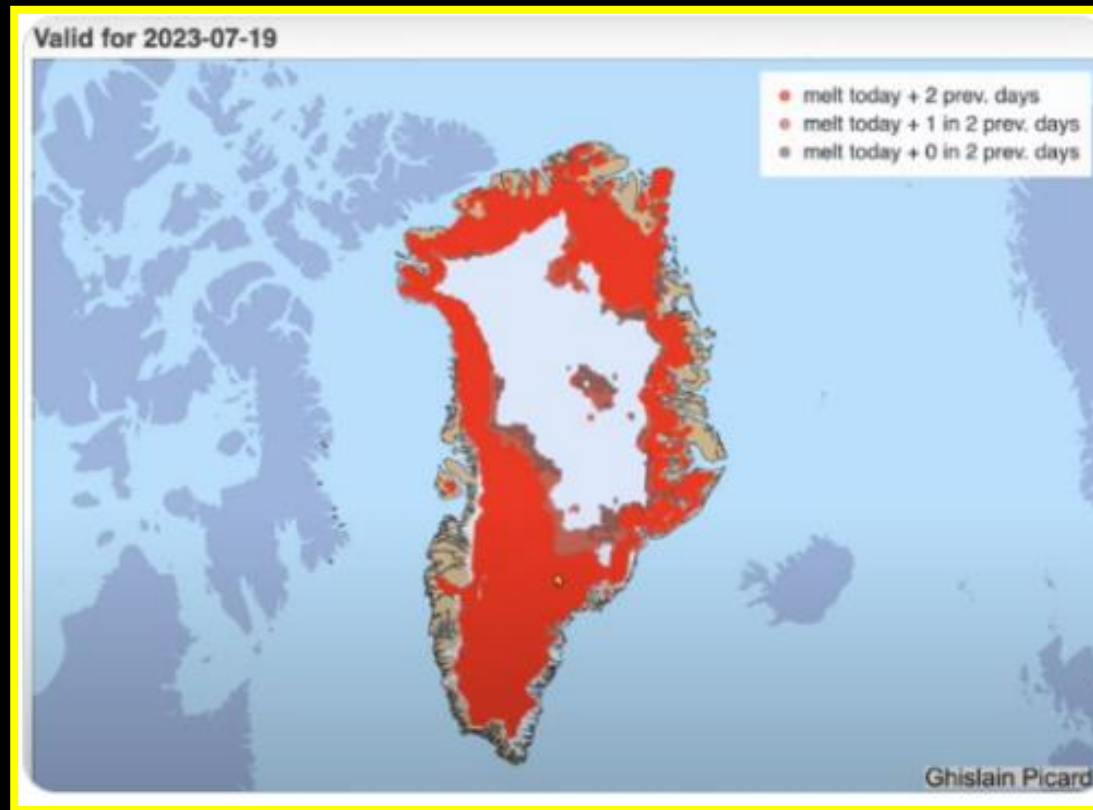 Valid for 2023-07-19
melt today + 2 prev. days
melt today + 1 in 2 prev. days
melt today + 0 in 2 prev. days
Ghislain Picard